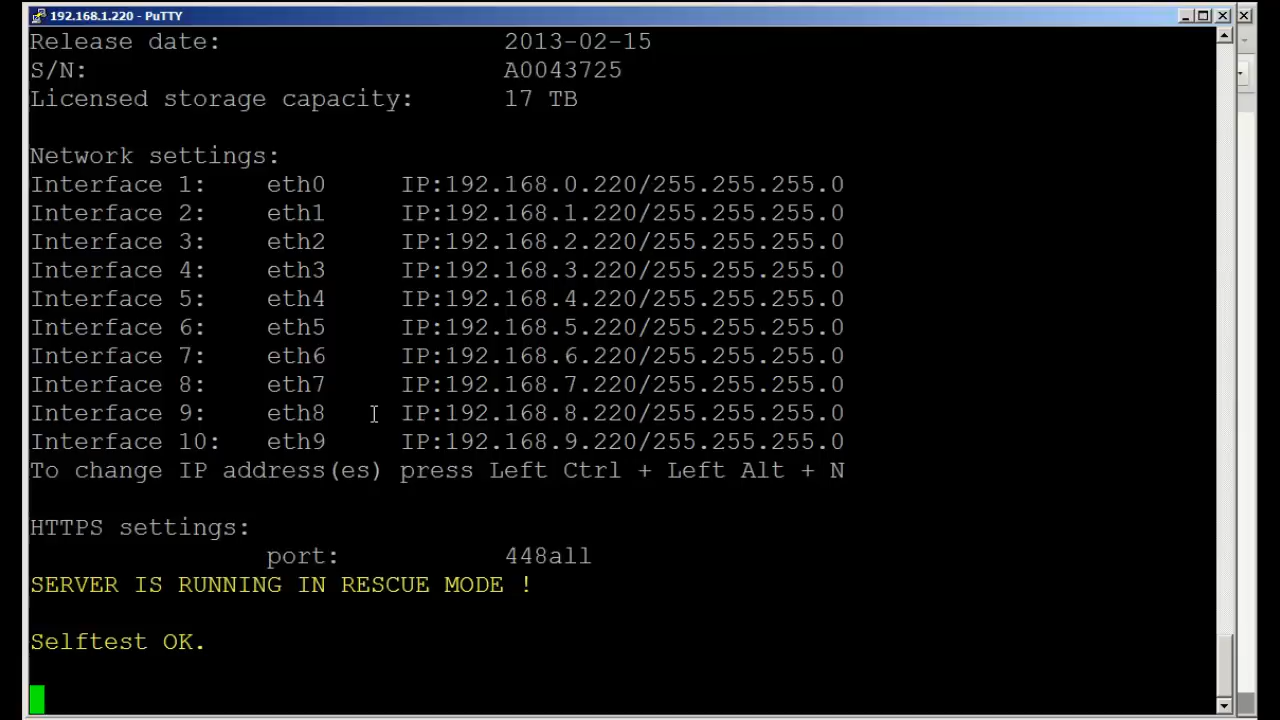 192.168.1.220 - PuTTY
Release date: 2013-02-15
S/N: A0043725
Licensed storage capacity: 17 TB
Network settings:
Interface 1: eth0 IP:192.168.0.220/255.255.255.0
Interface 2: eth1 IP:192.168.1.220/255.255.255.0
Interface 3: eth2 IP:192.168.2.220/255.255.255.0
Interface 4: eth3 IP:192.168.3.220/255.255.255.0
Interface 5: eth4 IP:192.168.4.220/255.255.255.0
Interface 6: eth5 IP:192.168.5.220/255.255.255.0
Interface 7: eth6 IP:192.168.6.220/255.255.255.0
Interface 8: eth7 IP:192.168.7.220/255.255.255.0
Interface 9: eth8 IP:192.168.8.220/255.255.255.0
Interface 10: eth9 IP:192.168.9.220/255.255.255.0
To change IP address(es) press Left Ctrl + Left Alt + N
HTTPS settings:
port: 448all
SERVER IS RUNNING IN RESCUE MODE !
Selftest OK.